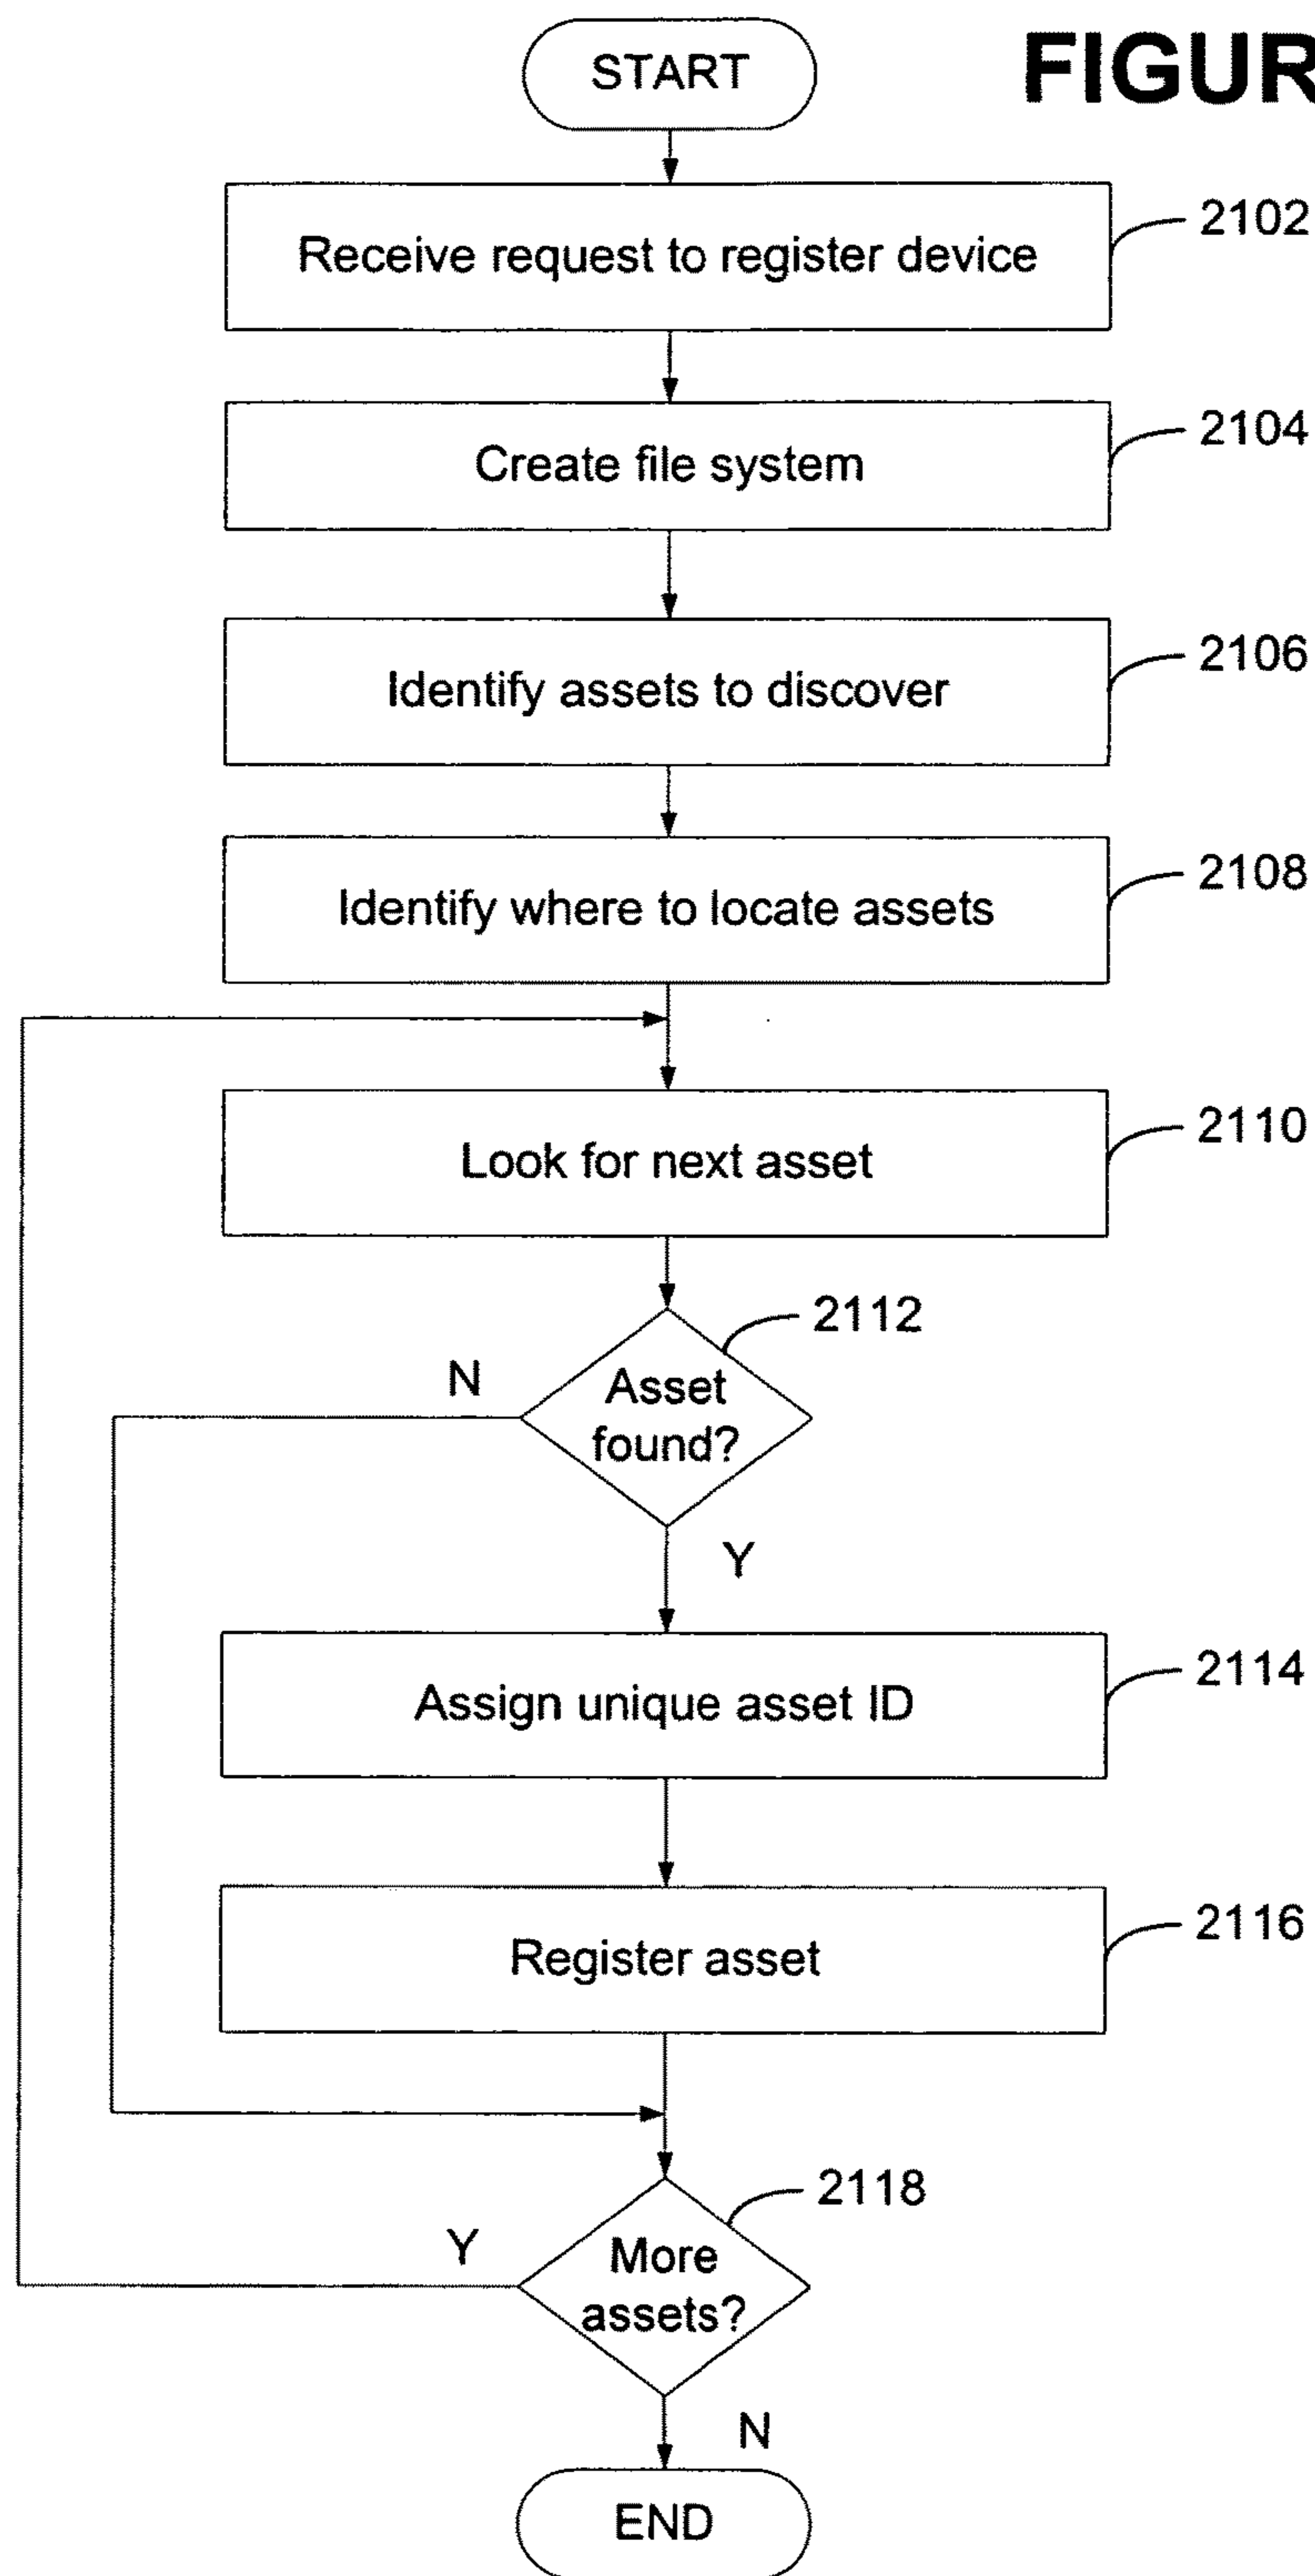 START
FIGUR
Receive request to register device
2102
Create file system
2104
Identify assets to discover
2106
Identify where to locate assets
2108
Look for next asset
2110
2112
N
Asset
found?
Y
Assign unique asset ID
2114
Register asset
2116
2118
Y
More
assets?
N
END